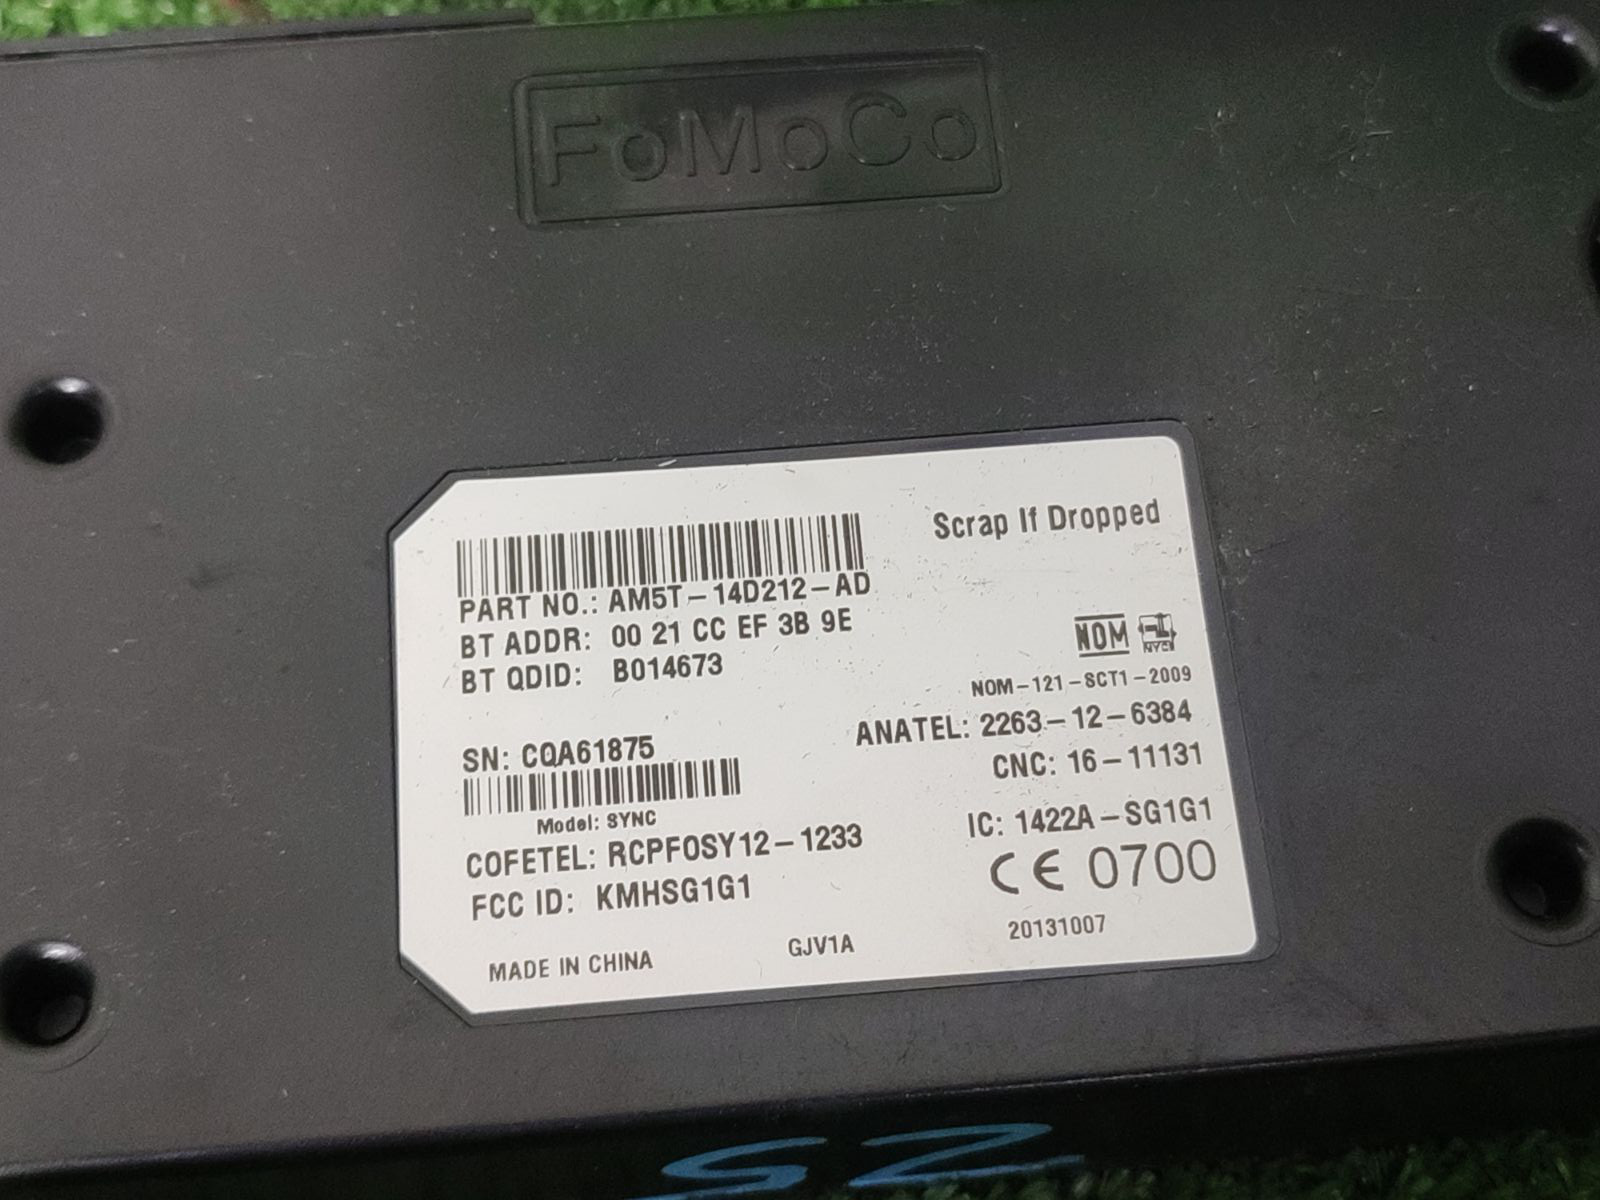 FoMoCo
Scrap If Dropped
PART NO.: AM5T-14D212-AD
BT ADDR: 00 21 CC EF 3B 9E
BT QDID: B014673
NOM NYCE
NOM-121-SCT1-2009
ANATEL: 2263-12-6384
CNC: 16-11131
SN: CQA61875
Model: SYNC
IC: 1422A-SG1G1
COFETEL: RCPFOSY12-1233
CE 0700
FCC ID: KMHSG1G1
MADE IN CHINA
GJV1A
20131007